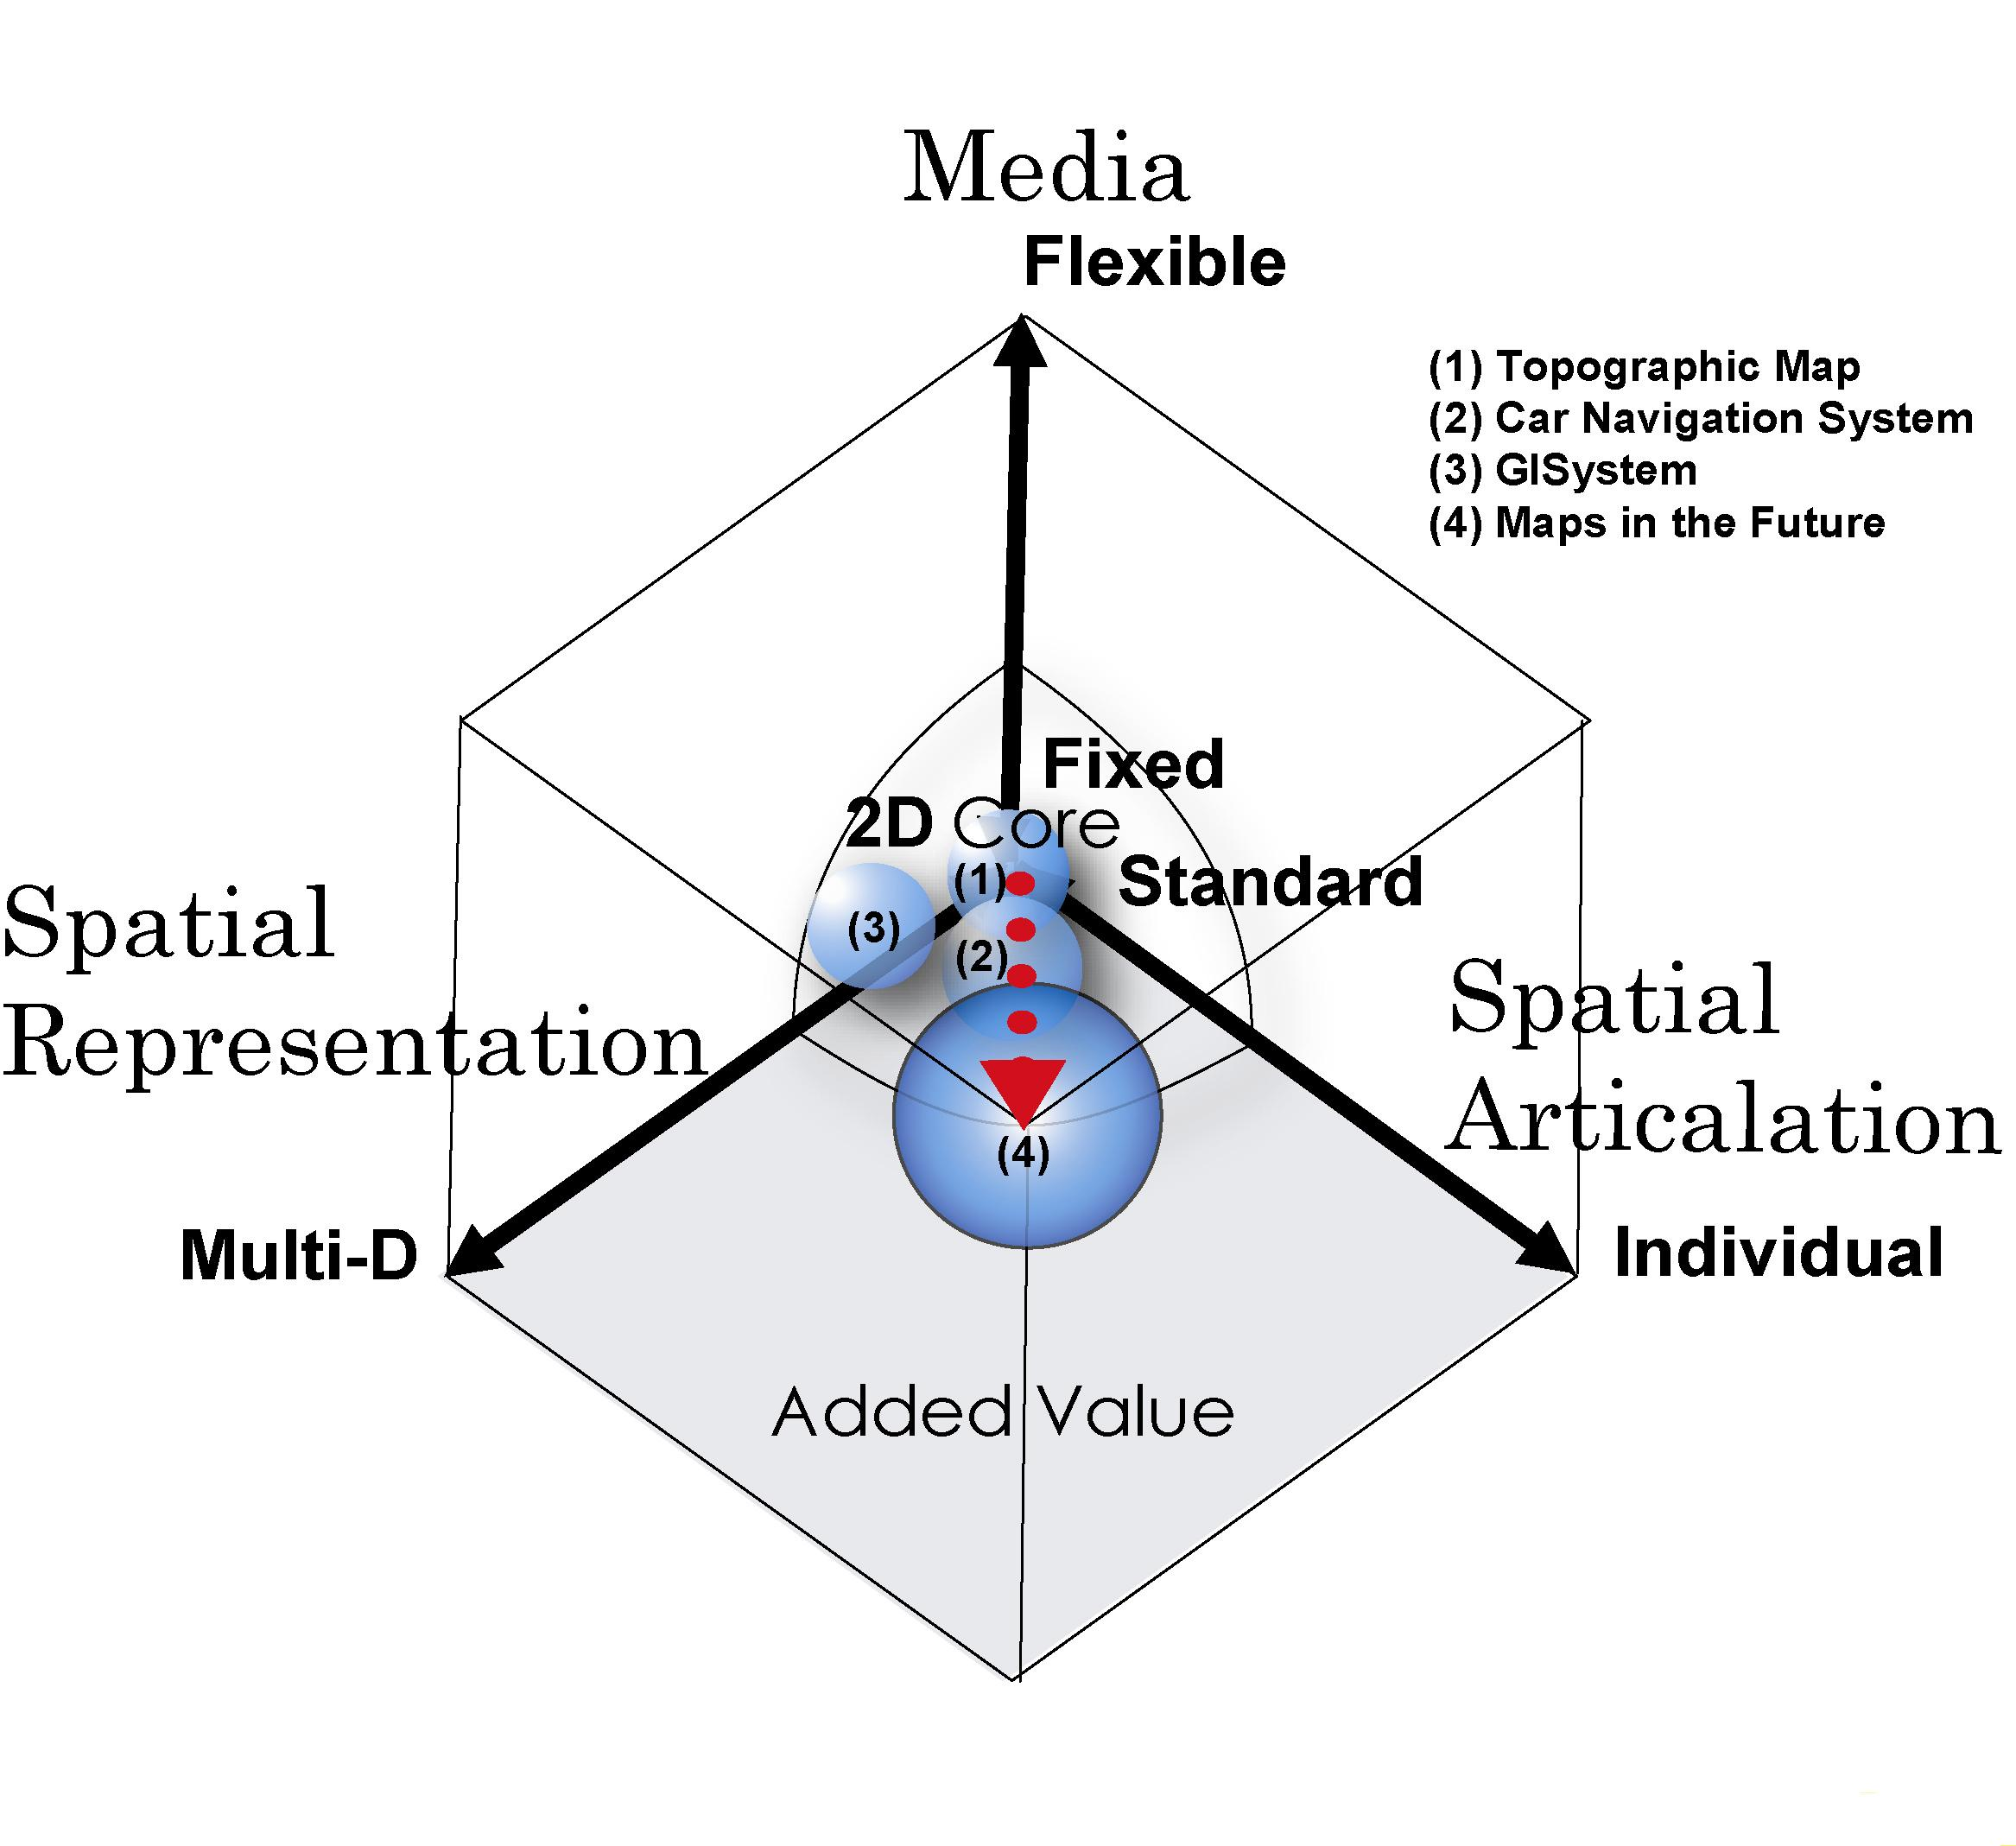 Media
Flexible
(1) Topographic Map
(2) Car Navigation System
(3) GISystem
(4) Maps in the Future
Fixed
2D Core
Standard
(1)
(3)
(2)
Spatial
Representation
Spatial
Articalation
(4)
Multi-D
Individual
Added Value